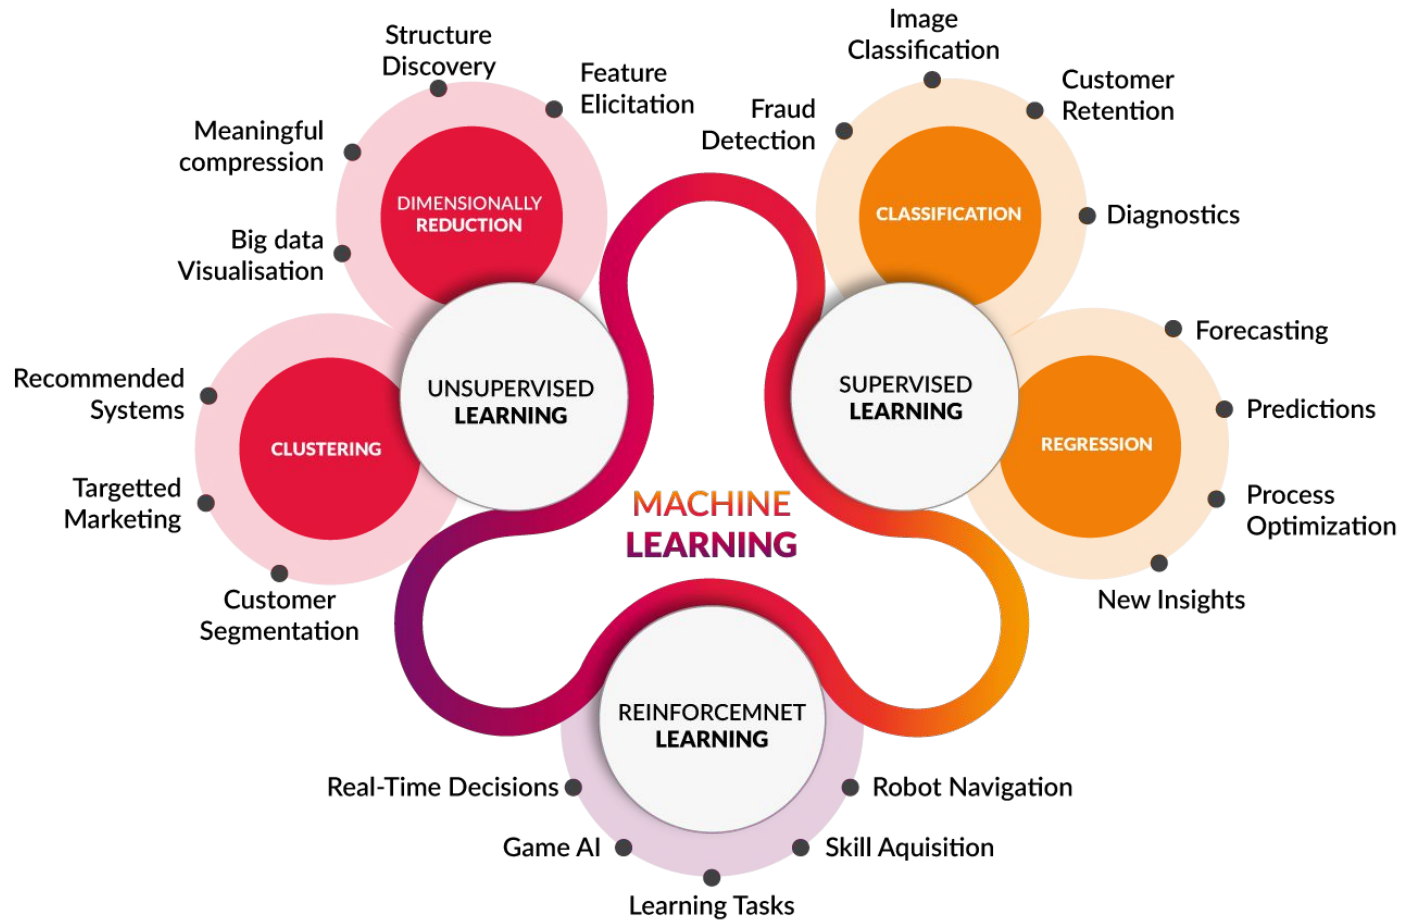 Structure
Discovery
Feature
Elicitation
Meaningful
compression
Big data
Visualisation
DIMENSIONALLY
REDUCTION
Recommended
Systems
Targetted
Marketing
Customer
Segmentation
CLUSTERING
UNSUPERVISED
LEARNING
Image
Classification
Fraud
Detection
Customer
Retention
Diagnostics
CLASSIFICATION
SUPERVISED
LEARNING
Forecasting
Predictions
Process
Optimization
New Insights
REGRESSION
MACHINE
LEARNING
REINFORCEMNET
LEARNING
Real-Time Decisions
Game AI
Learning Tasks
Skill Aquisition
Robot Navigation